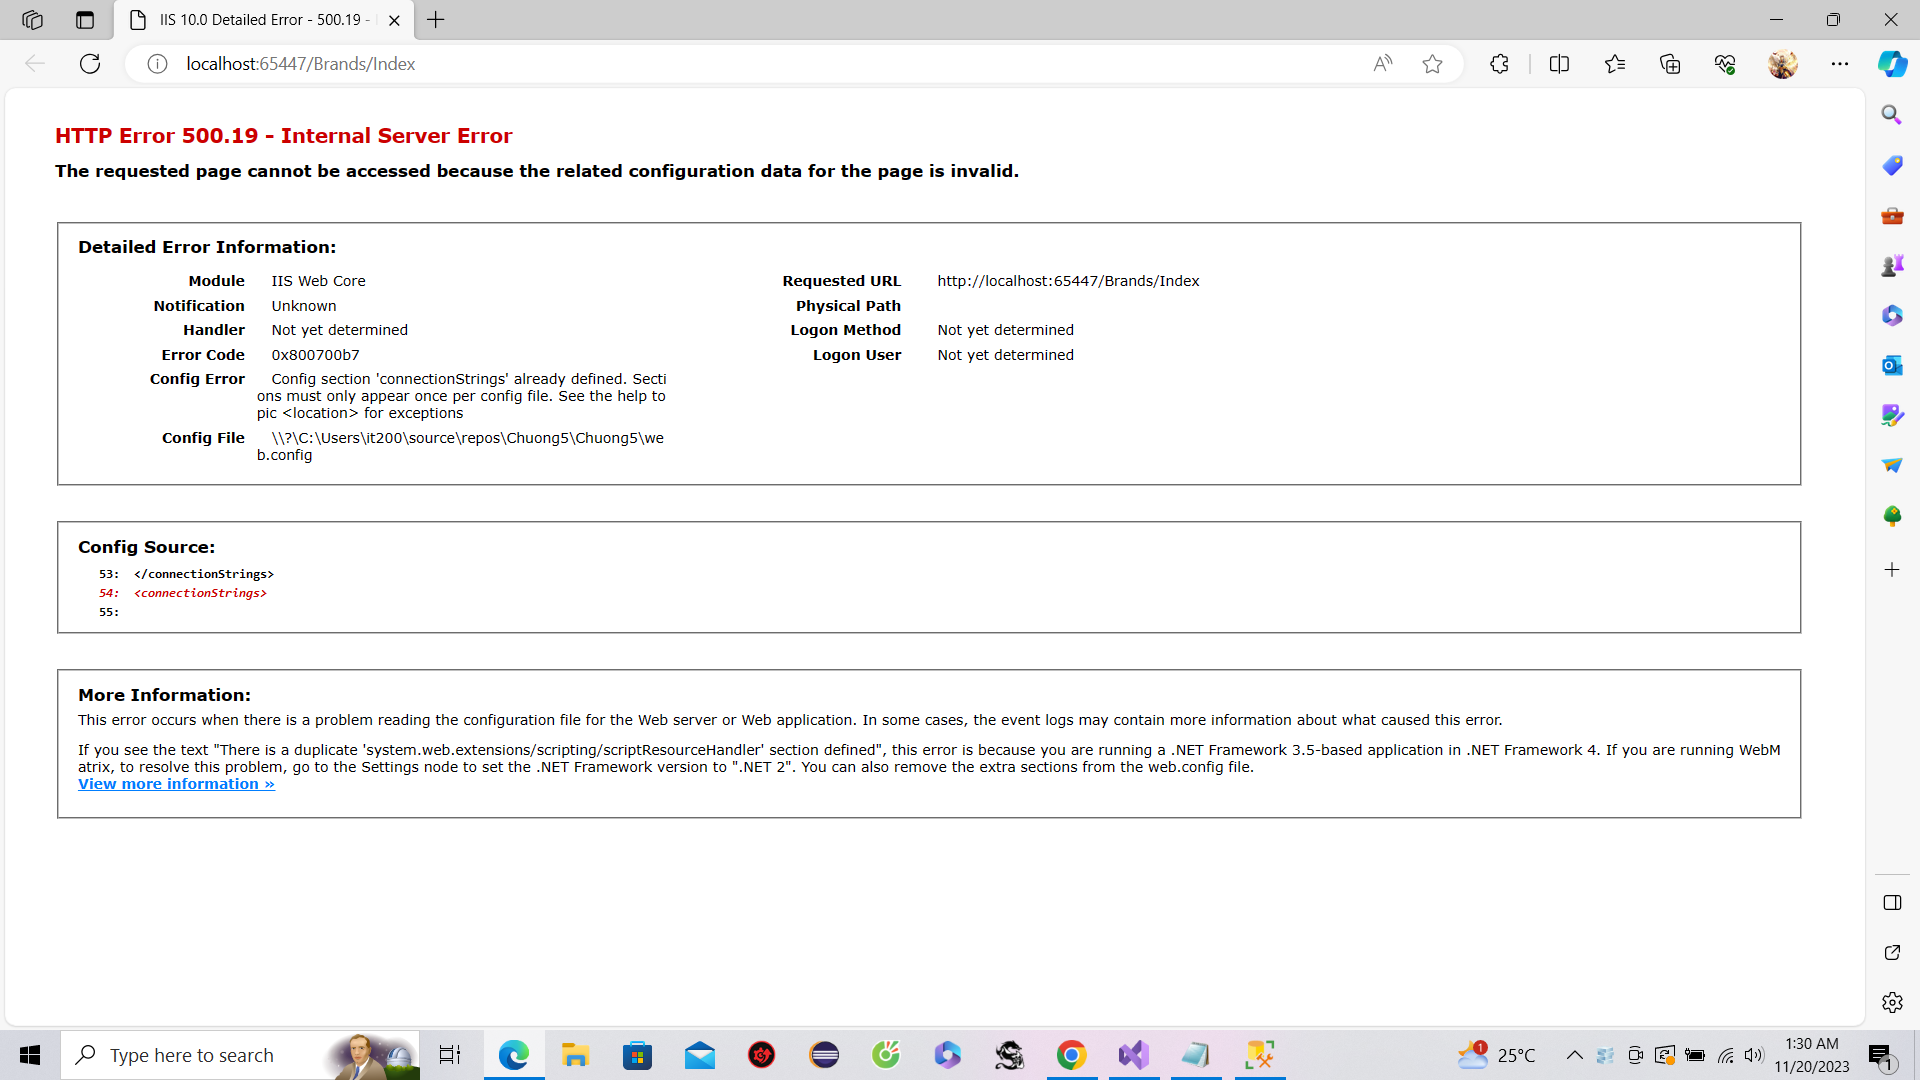 IIS 10.0 Detailed Error - 500.19 -
localhost:65447/Brands/Index
HTTP Error 500.19 - Internal Server Error
The requested page cannot be accessed because the related configuration data for the page is invalid.
Detailed Error Information:
Module IIS Web Core
Notification Unknown
Handler Not yet determined
Error Code 0x800700b7
Config Error Config section 'connectionStrings' already defined. Secti
ons must only appear once per config file. See the help to
pic <location> for exceptions
Config File \\?\C:\Users\it200\source\repos\Chuong5\Chuong5\we
b.config
Requested URL http://localhost:65447/Brands/Index
Physical Path
Logon Method Not yet determined
Logon User Not yet determined
Config Source:
53: </connectionStrings>
54: <connectionStrings>
55:
More Information:
This error occurs when there is a problem reading the configuration file for the Web server or Web application. In some cases, the event logs may contain more information about what caused this error.
If you see the text "There is a duplicate 'system.web.extensions/scripting/scriptResourceHandler' section defined", this error is because you are running a .NET Framework 3.5-based application in .NET Framework 4. If you are running WebM
atrix, to resolve this problem, go to the Settings node to set the .NET Framework version to ".NET 2". You can also remove the extra sections from the web.config file.
View more information »
Type here to search
1
25°C
1:30 AM
11/20/2023
1